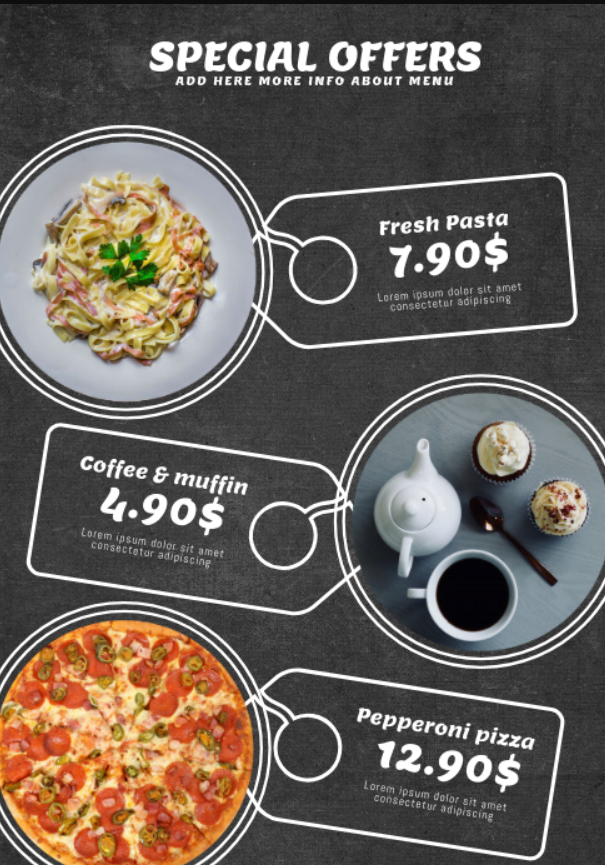 SPECIAL OFFERS
ADD HERE MORE INFO ABOUT MENU
Fresh Pasta
7.90$
Lorem ipsum dolor sit amet
consectetur adipiscing
Coffee & muffin
4.90$
Lorem ipsum dolor sit amet
consectetur adipiscing
Pepperoni pizza
12.90$
Lorem ipsum dolor sit amet
consectetur adipiscing